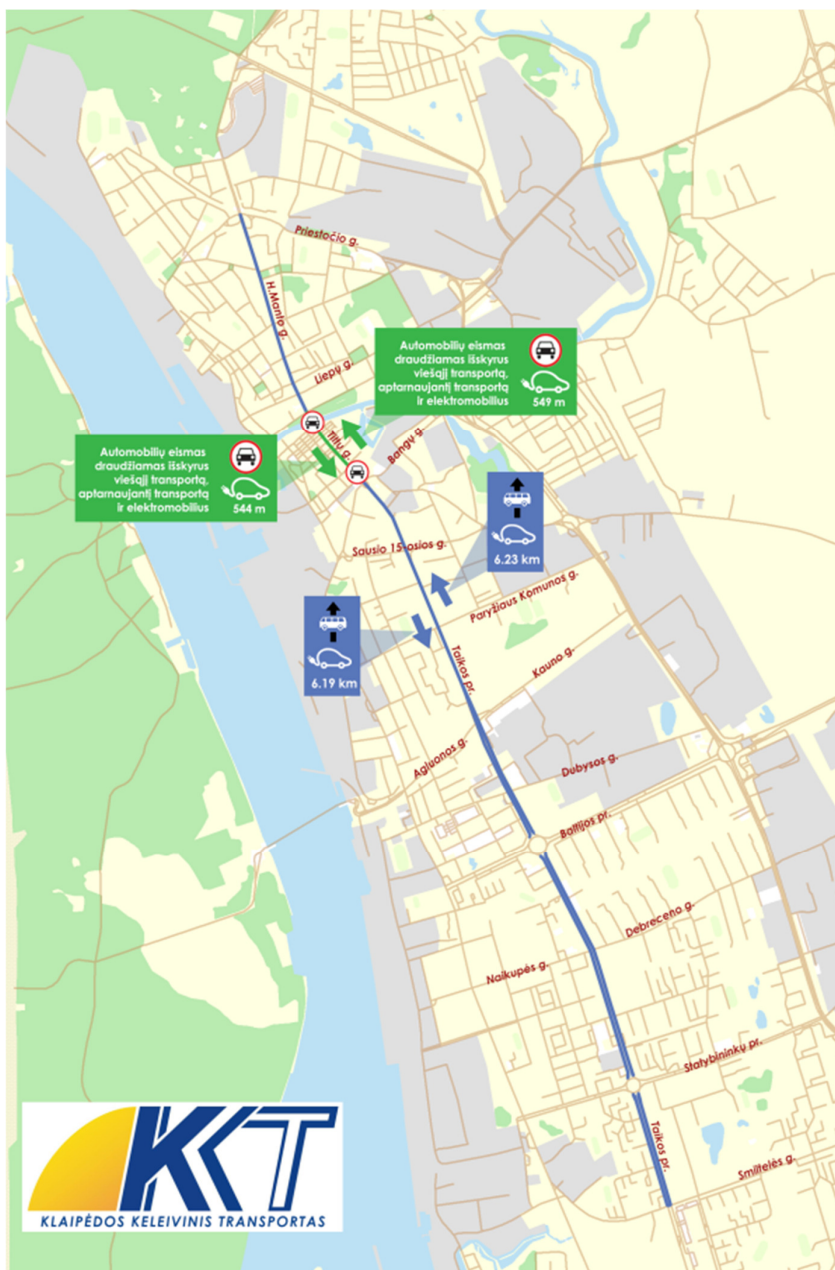 Priestočio g.
H.Manto g.
Liepų g.
Automobilių eismas
draudžiamas išskyrus
viešąjį transportą,
aptarnaujantį transportą
ir elektromobilius
549 m
Tiltų g.
Bangų g.
Automobilių eismas
draudžiamas išskyrus
viešąjį transportą,
aptarnaujantį transportą
ir elektromobilius
544 m
6.23 km
Sausio 15-osios g.
Paryžiaus Komunos g.
6.19 km
Taikos pr.
Kauno g.
Agluonos g.
Dubysos g.
Baltijos pr.
Debreceno g.
Naikupės g.
Statybininkų pr.
Taikos pr.
Smiltelės g.
KKT
KLAIPĖDOS KELEIVINIS TRANSPORTAS